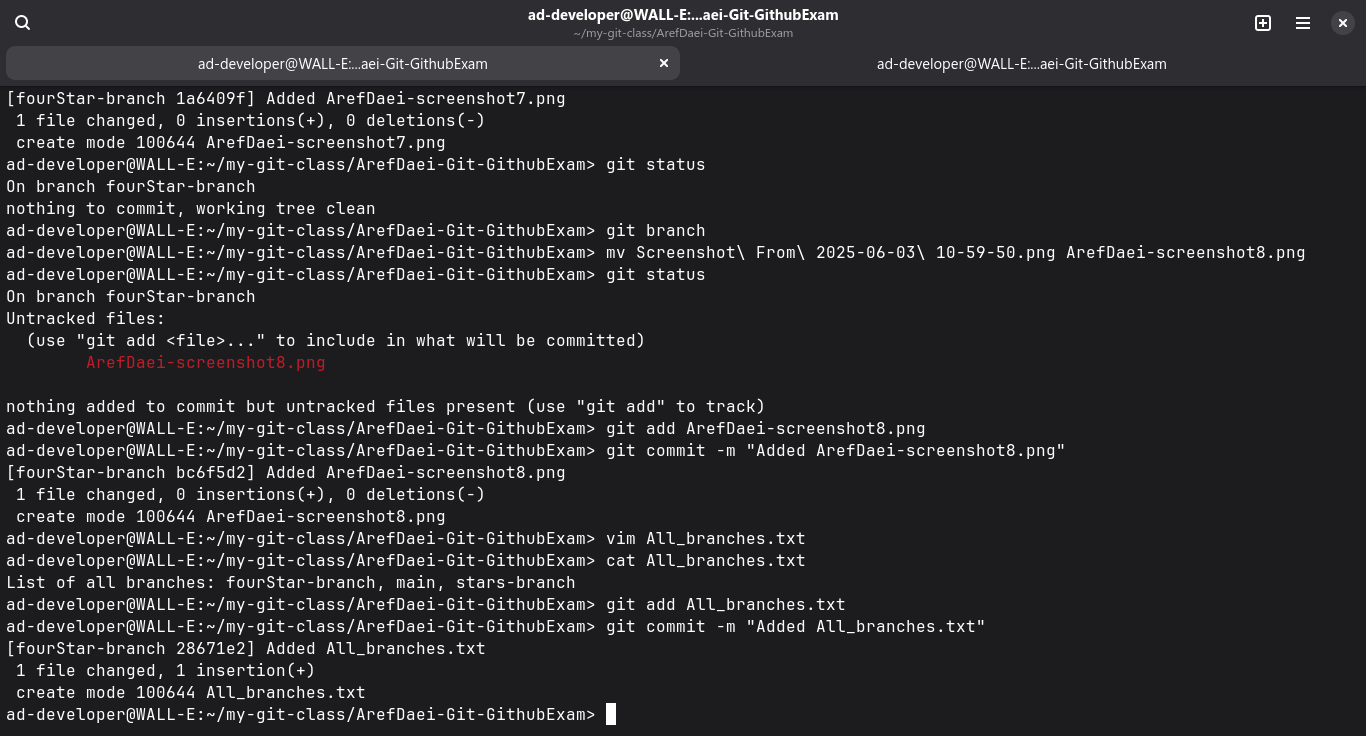 ad-developer@WALL-E:...aei-Git-GithubExam
~/my-git-class/ArefDaei-Git-GithubExam
ad-developer@WALL-E:...aei-Git-GithubExam
ad-developer@WALL-E:...aei-Git-GithubExam
[fourStar-branch 1a6409f] Added ArefDaei-screenshot7.png
 1 file changed, 0 insertions(+), 0 deletions(-)
 create mode 100644 ArefDaei-screenshot7.png
ad-developer@WALL-E:~/my-git-class/ArefDaei-Git-GithubExam> git status
On branch fourStar-branch
nothing to commit, working tree clean
ad-developer@WALL-E:~/my-git-class/ArefDaei-Git-GithubExam> git branch
ad-developer@WALL-E:~/my-git-class/ArefDaei-Git-GithubExam> mv Screenshot\ From\ 2025-06-03\ 10-59-50.png ArefDaei-screenshot8.png
ad-developer@WALL-E:~/my-git-class/ArefDaei-Git-GithubExam> git status
On branch fourStar-branch
Untracked files:
  (use "git add <file>..." to include in what will be committed)
        ArefDaei-screenshot8.png
nothing added to commit but untracked files present (use "git add" to track)
ad-developer@WALL-E:~/my-git-class/ArefDaei-Git-GithubExam> git add ArefDaei-screenshot8.png
ad-developer@WALL-E:~/my-git-class/ArefDaei-Git-GithubExam> git commit -m "Added ArefDaei-screenshot8.png"
[fourStar-branch bc6f5d2] Added ArefDaei-screenshot8.png
 1 file changed, 0 insertions(+), 0 deletions(-)
 create mode 100644 ArefDaei-screenshot8.png
ad-developer@WALL-E:~/my-git-class/ArefDaei-Git-GithubExam> vim All_branches.txt
ad-developer@WALL-E:~/my-git-class/ArefDaei-Git-GithubExam> cat All_branches.txt
List of all branches: fourStar-branch, main, stars-branch
ad-developer@WALL-E:~/my-git-class/ArefDaei-Git-GithubExam> git add All_branches.txt
ad-developer@WALL-E:~/my-git-class/ArefDaei-Git-GithubExam> git commit -m "Added All_branches.txt"
[fourStar-branch 28671e2] Added All_branches.txt
 1 file changed, 1 insertion(+)
 create mode 100644 All_branches.txt
ad-developer@WALL-E:~/my-git-class/ArefDaei-Git-GithubExam>